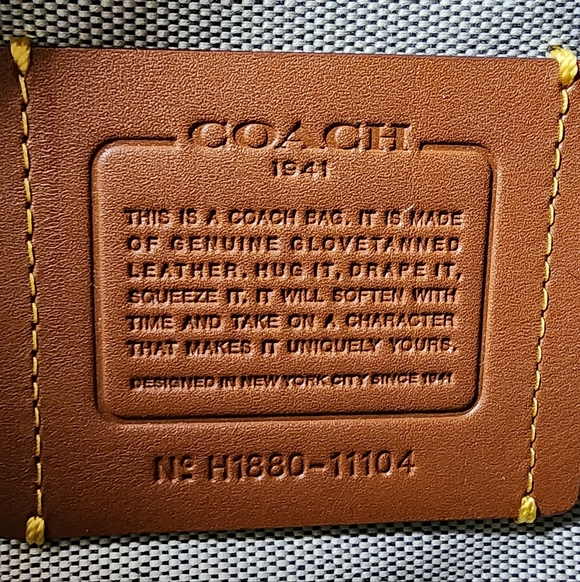 COACH
1941
THIS IS A COACH BAG. IT IS MADE
OF GENUINE GLOVETANNED
LEATHER. HUG IT, DRAPE IT,
SQUEEZE IT. IT WILL SOFTEN WITH
TIME AND TAKE ON A CHARACTER
THAT MAKES IT UNIQUELY YOURS.
DESIGNED IN NEW YORK CITY SINCE 1941
Nº H1880-11104